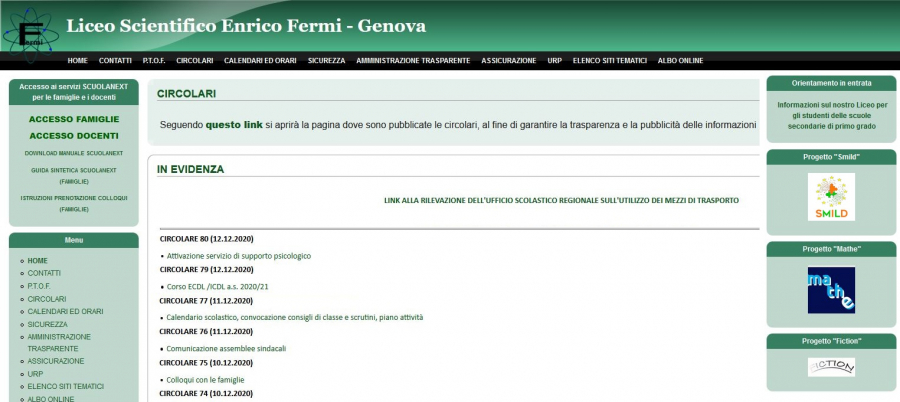 Fermi
Liceo Scientifico Enrico Fermi - Genova
HOME CONTATTI P.T.O.F. CIRCOLARI CALENDARI ED ORARI SICUREZZA AMMINISTRAZIONE TRASPARENTE ASSICURAZIONE URP ELENCO SITI TEMATICI ALBO ONLINE
Accesso ai servizi SCUOLANEXT
per le famiglie e i docenti
ACCESSO FAMIGLIE
ACCESSO DOCENTI
DOWNLOAD MANUALE SCUOLANEXT
GUIDA SINTETICA SCUOLANEXT
(FAMIGLIE)
ISTRUZIONI PRENOTAZIONE COLLOQUI
(FAMIGLIE)
Menu
HOME
CONTATTI
P.T.O.F.
CIRCOLARI
CALENDARI ED ORARI
SICUREZZA
AMMINISTRAZIONE
TRASPARENTE
ASSICURAZIONE
URP
ELENCO SITI TEMATICI
ALBO ONLINE
CIRCOLARI
Seguendo questo link si aprirà la pagina dove sono pubblicate le circolari, al fine di garantire la trasparenza e la pubblicità delle informazioni
IN EVIDENZA
LINK ALLA RILEVAZIONE DELL'UFFICIO SCOLASTICO REGIONALE SULL'UTILIZZO DEI MEZZI DI TRASPORTO
CIRCOLARE 80 (12.12.2020)
• Attivazione servizio di supporto psicologico
CIRCOLARE 79 (12.12.2020)
• Corso ECDL /ICDL a.s. 2020/21
CIRCOLARE 77 (11.12.2020)
• Calendario scolastico, convocazione consigli di classe e scrutini, piano attività
CIRCOLARE 76 (11.12.2020)
• Comunicazione assemblee sindacali
CIRCOLARE 75 (10.12.2020)
• Colloqui con le famiglie
CIRCOLARE 74 (10.12.2020)
Orientamento in entrata
Informazioni sul nostro Liceo per
gli studenti delle scuole
secondarie di primo grado
Progetto "Smild"
SMILD
Progetto "Mathe"
mathe
Progetto "Fiction"
FICTION